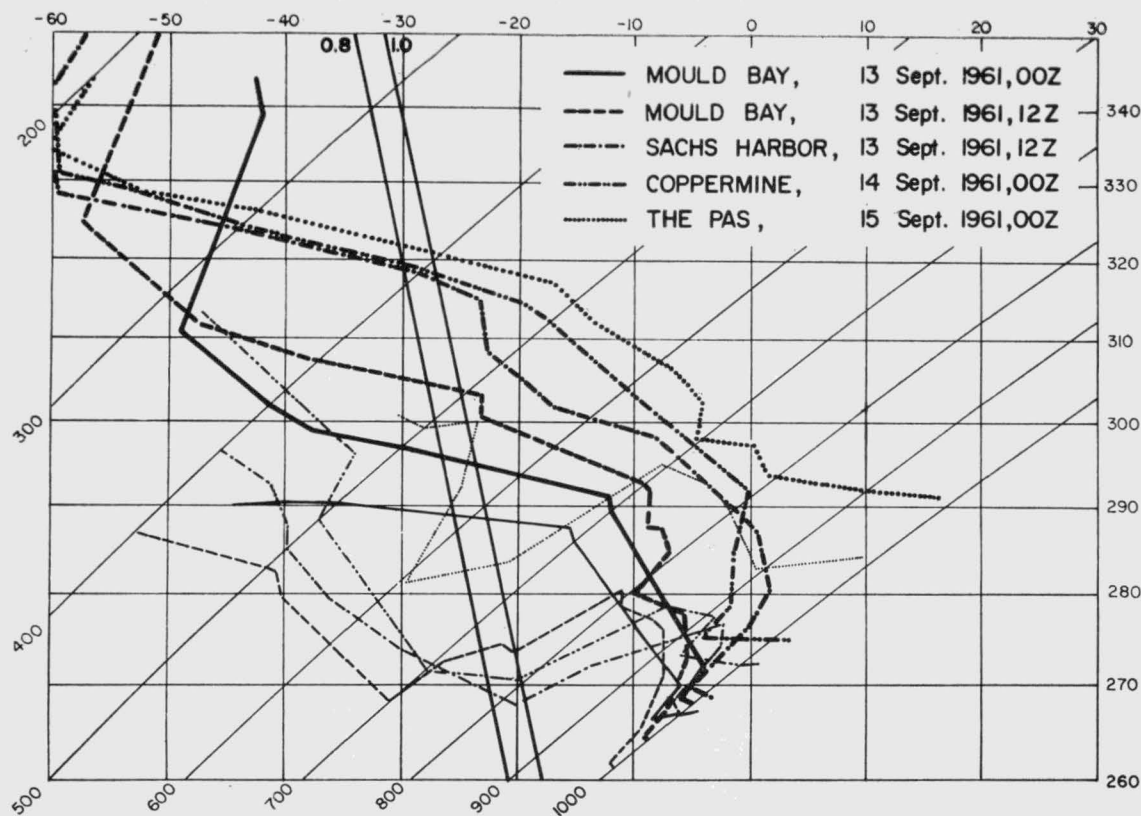 -60 -50 -40 -30 -20 -10 0 10 20 30
0.8 1.0
MOULD BAY, 13 Sept. 1961, 00Z
MOULD BAY, 13 Sept. 1961, 12Z
SACHS HARBOR, 13 Sept. 1961, 12Z
COPPERMINE, 14 Sept. 1961, 00Z
THE PAS, 15 Sept. 1961, 00Z
200
340
330
320
310
300
300
290
280
400
270
260
500 600 700 800 900 1000